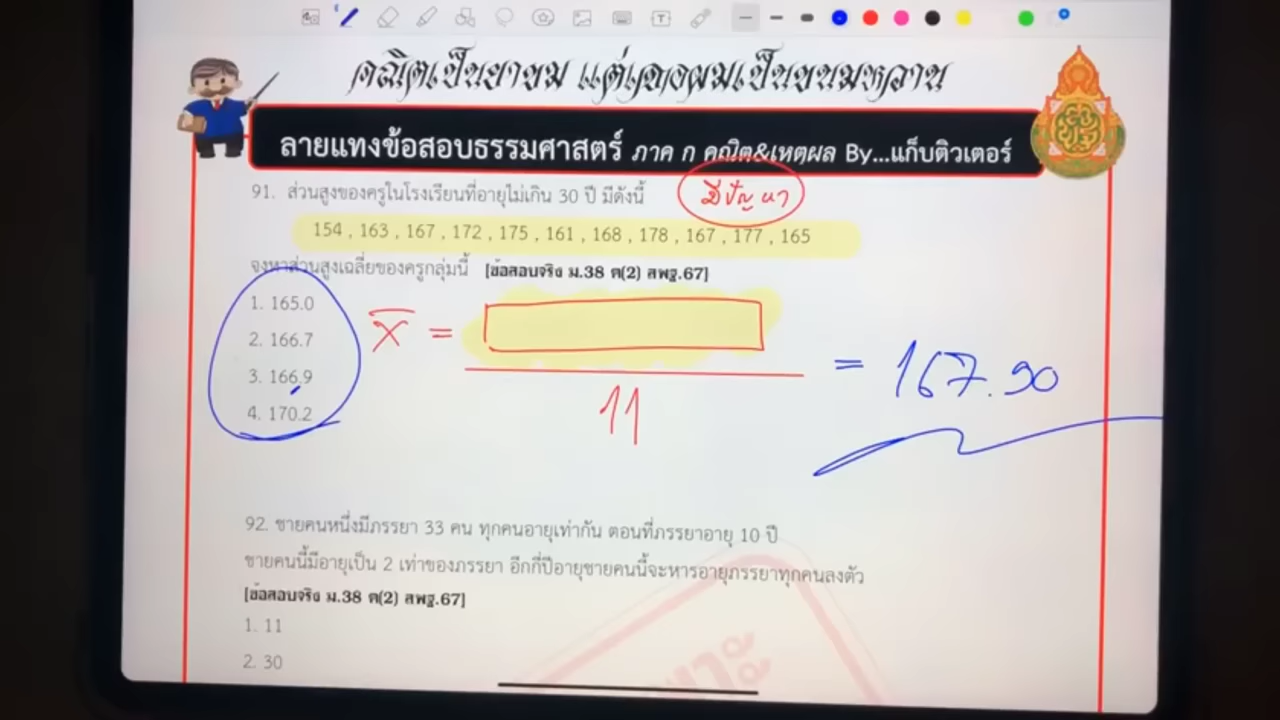 คณิตเป็นยาขม แต่เจอผมเป็นขนมหวาน
ลายแทงข้อสอบธรรมศาสตร์ ภาค ก คณิต&เหตุผล By...แก็บติวเตอร์
91. ส่วนสูงของครูในโรงเรียนที่อายุไม่เกิน 30 ปี มีดังนี้ มีปัญหา
154 , 163 , 167 , 172 , 175 , 161 , 168 , 178 , 167 , 177 , 165
จงหาส่วนสูงเฉลี่ยของครูกลุ่มนี้ [ข้อสอบจริง ม.38 ค(2) สพฐ.67]
1. 165.0
2. 166.7
3. 166.9
4. 170.2
x̄ =
11
= 167.90
92. ชายคนหนึ่งมีภรรยา 33 คน ทุกคนอายุเท่ากัน ตอนที่ภรรยาอายุ 10 ปี
ชายคนนี้มีอายุเป็น 2 เท่าของภรรยา อีกกี่ปีอายุชายคนนี้จะหารอายุภรรยาทุกคนลงตัว
[ข้อสอบจริง ม.38 ค(2) สพฐ.67]
1. 11
2. 30